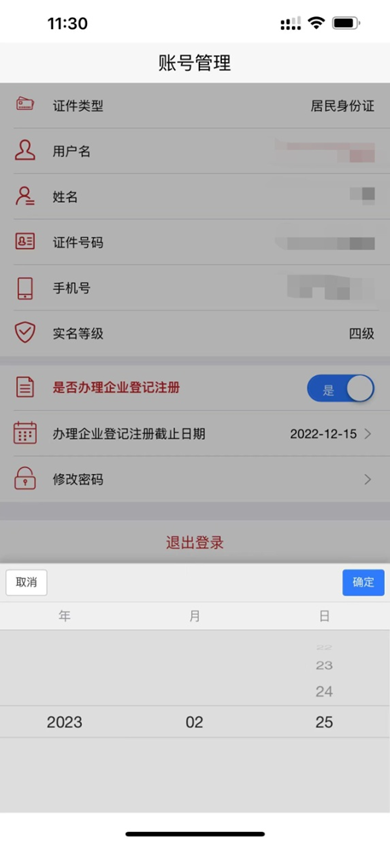 11:30
账号管理
证件类型 居民身份证
用户名
姓名
证件号码
手机号
实名等级 四级
是否办理企业登记注册 是
办理企业登记注册截止日期 2022-12-15
修改密码
退出登录
取消 确定
年 月 日
22
23
24
2023 02 25